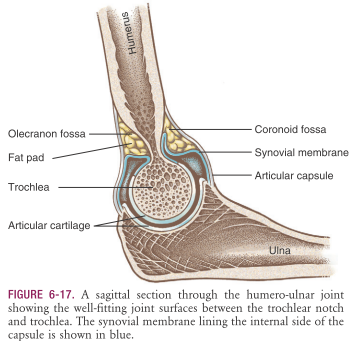 Humerus
Olecranon fossa
Fat pad
Trochlea
Articular cartilage
Coronoid fossa
Synovial membrane
Articular capsule
Ulna
FIGURE 6-17. A sagittal section through the humero-ulnar joint
showing the well-fitting joint surfaces between the trochlear notch
and trochlea. The synovial membrane lining the internal side of the
capsule is shown in blue.